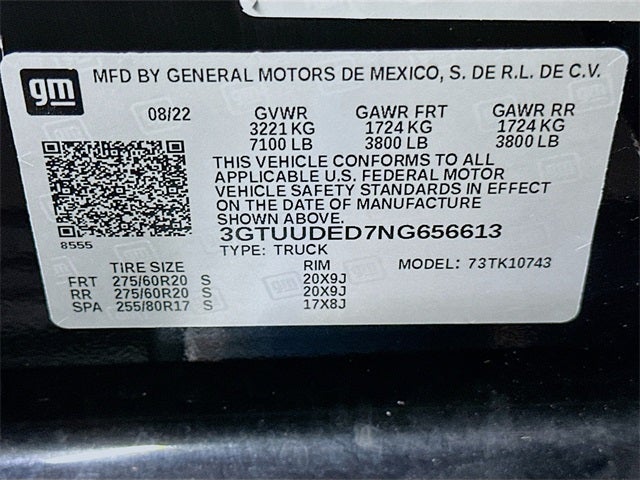 gm MFD BY GENERAL MOTORS DE MEXICO, S. DE R.L. DE C.V.
08/22 GVWR GAWR FRT GAWR RR
3221 KG 1724 KG 1724 KG
7100 LB 3800 LB 3800 LB
THIS VEHICLE CONFORMS TO ALL
APPLICABLE U.S. FEDERAL MOTOR
VEHICLE SAFETY STANDARDS IN EFFECT
ON THE DATE OF MANUFACTURE
SHOWN ABOVE.
8555
3GTUUDED7NG656613
TYPE: TRUCK
TIRE SIZE RIM MODEL: 73TK10743
FRT 275/60R20 S 20X9J
RR 275/60R20 S 20X9J
SPA 255/80R17 S 17X8J